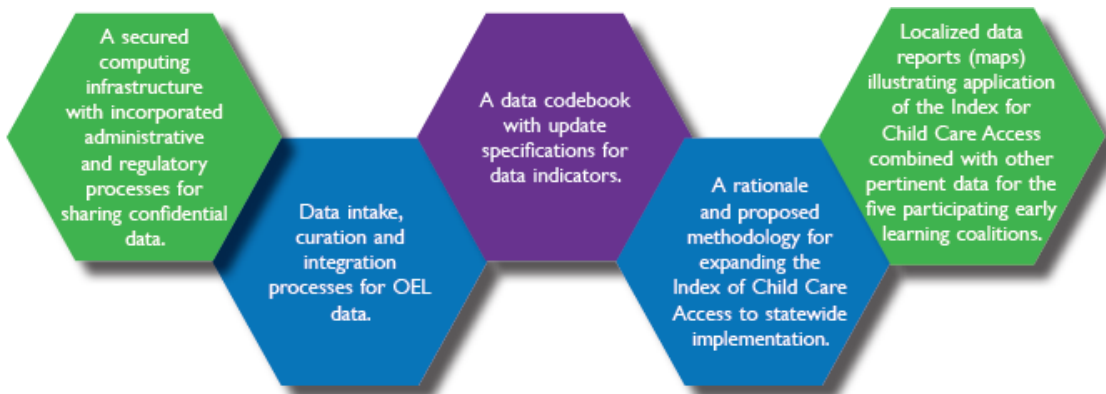 A secured
computing
infrastructure
with incorporated
administrative
and regulatory
processes for
sharing confidential
data.
Data intake,
curation and
integration
processes for OEL
data.
A data codebook
with update
specifications for
data indicators.
A rationale
and proposed
methodology for
expanding the
Index of Child Care
Access to statewide
implementation.
Localized data
reports (maps)
illustrating application
of the Index for
Child Care Access
combined with other
pertinent data for the
five participating early
learning coalitions.